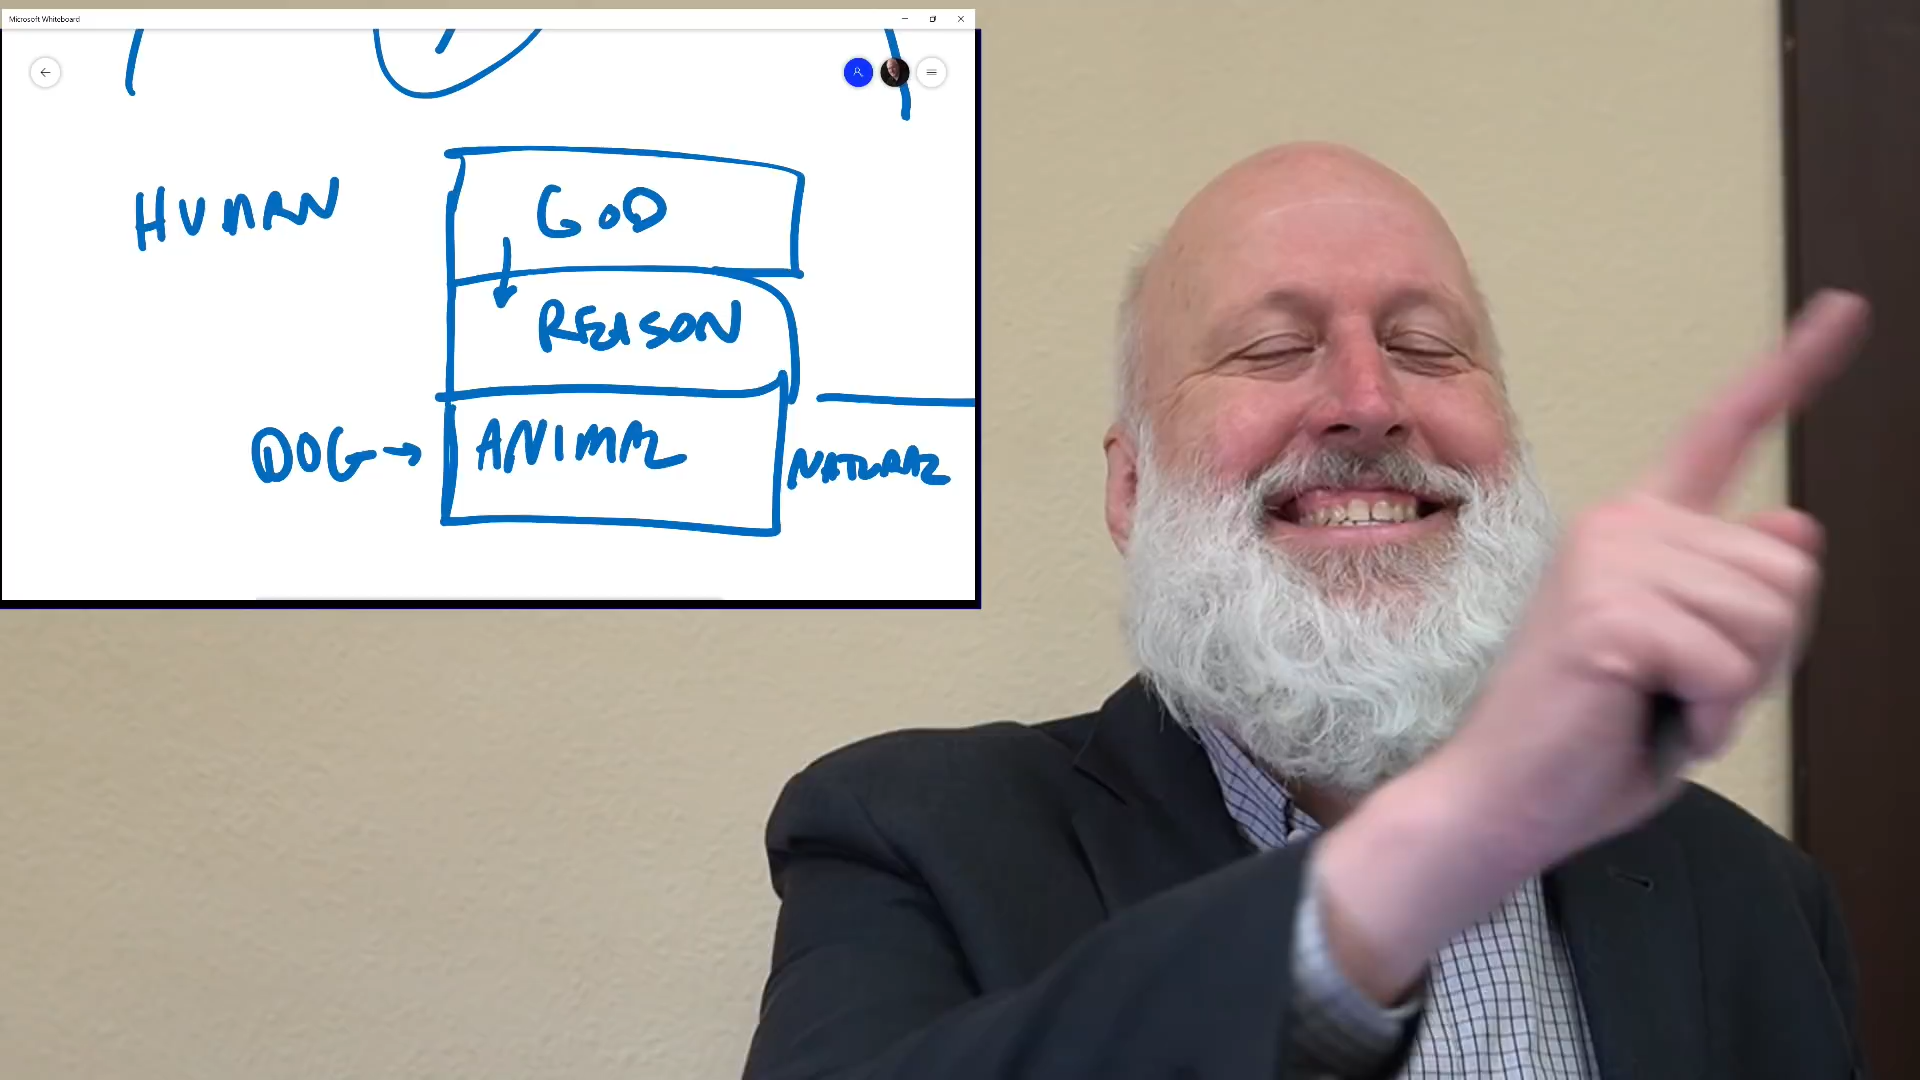 Microsoft Whiteboard
HUMAN
GOD
REASON
DOG → ANIMAL
NATURAL